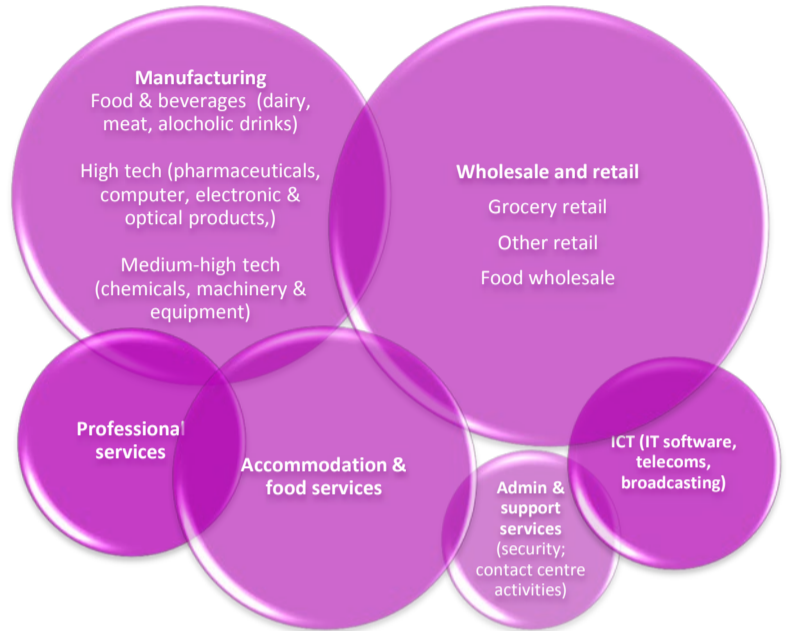 Manufacturing
Food & beverages (dairy,
meat, alocholic drinks)
High tech (pharmaceuticals,
computer, electronic &
optical products,)
Medium-high tech
(chemicals, machinery &
equipment)
Wholesale and retail
Grocery retail
Other retail
Food wholesale
Professional
services
Accommodation &
food services
Admin &
support
services
(security;
contact centre
activities)
ICT (IT software,
telecoms,
broadcasting)